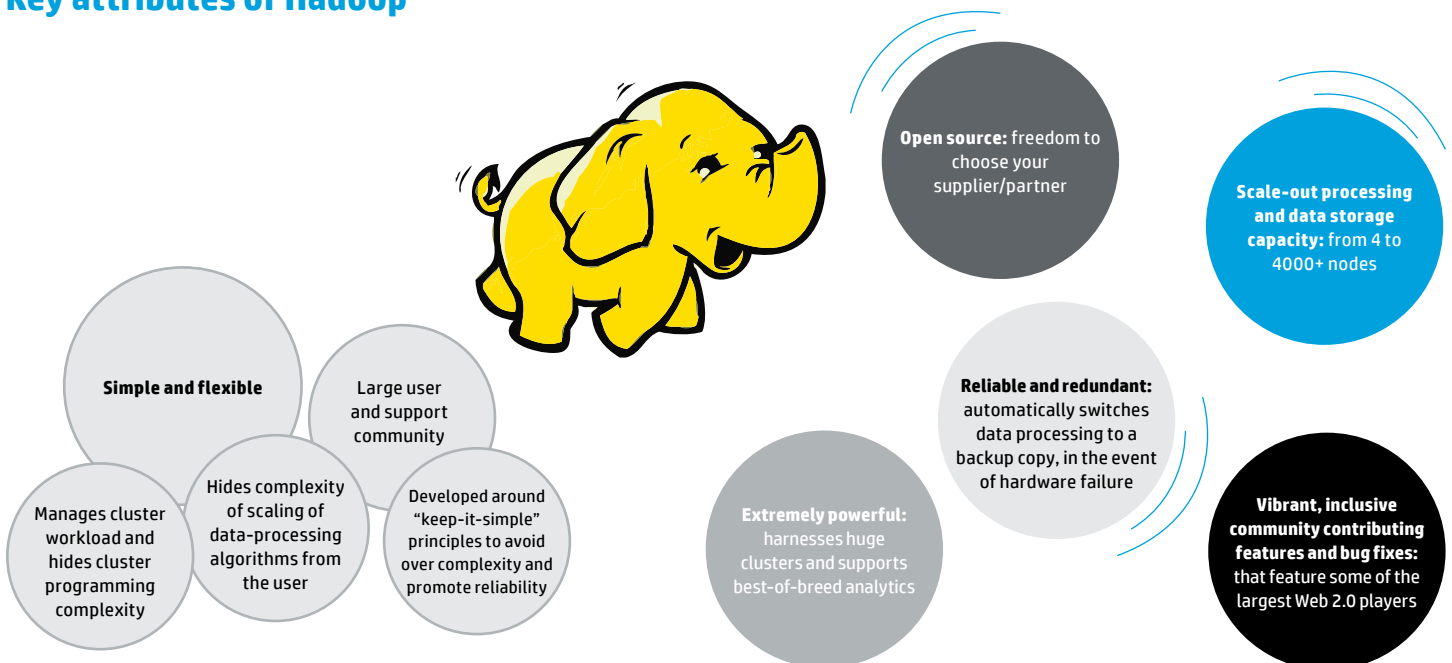 Key attributes of Hadoop
Open source: freedom to
choose your
supplier/partner
Scale-out processing
and data storage
capacity: from 4 to
4000+ nodes
Simple and flexible
Large user
and support
community
Reliable and redundant:
automatically switches
data processing to a
backup copy, in the event
of hardware failure
Manages cluster
workload and
hides cluster
programming
complexity
Hides complexity
of scaling of
data-processing
algorithms from
the user
Developed around
“keep-it-simple”
principles to avoid
over complexity and
promote reliability
Extremely powerful:
harnesses huge
clusters and supports
best-of-breed analytics
Vibrant, inclusive
community contributing
features and bug fixes:
that feature some of the
largest Web 2.0 players